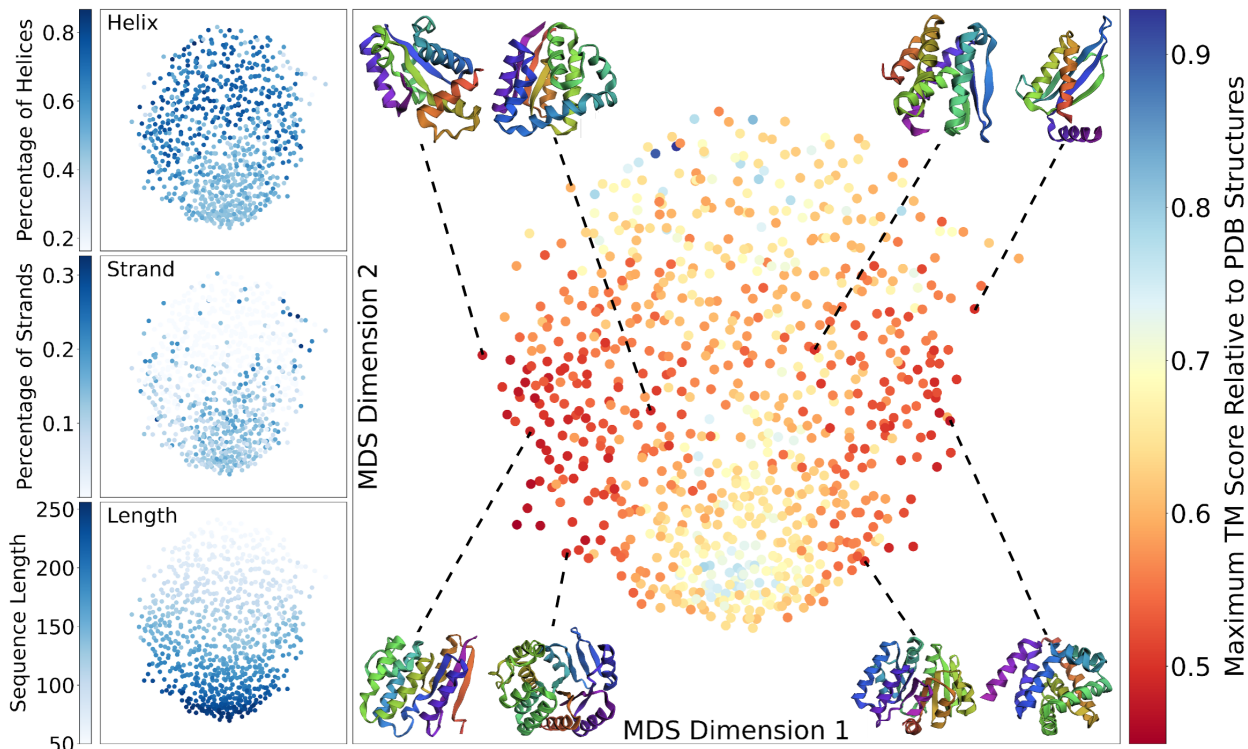 Percentage of Helices
0.8
0.6
0.4
0.2
Helix
Percentage of Strands
0.3
0.2
0.1
Strand
Sequence Length
250
200
150
100
50
Length
MDS Dimension 2
MDS Dimension 1
0.9
0.8
0.7
0.6
0.5
Maximum TM Score Relative to PDB Structures